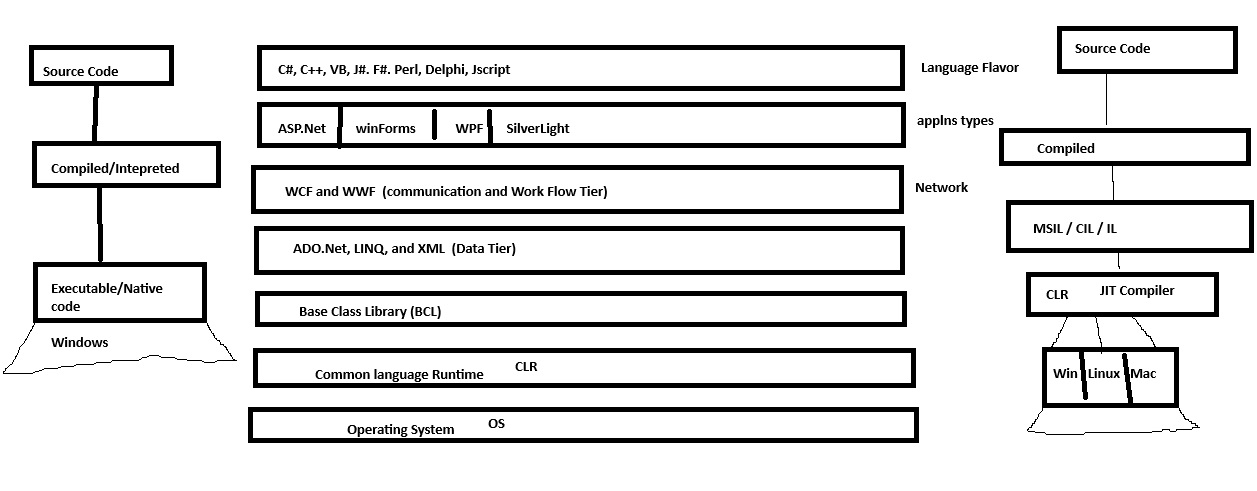 Source Code
Compiled/Intepreted
Executable/Native
code
Windows
C#, C++, VB, J#. F#. Perl, Delphi, Jscript
Language Flavor
ASP.Net winForms WPF SilverLight
applns types
WCF and WWF (communication and Work Flow Tier)
Network
ADO.Net, LINQ, and XML (Data Tier)
Base Class Library (BCL)
Common language Runtime CLR
Operating System OS
Source Code
Compiled
MSIL / CIL / IL
CLR JIT Compiler
Win Linux Mac